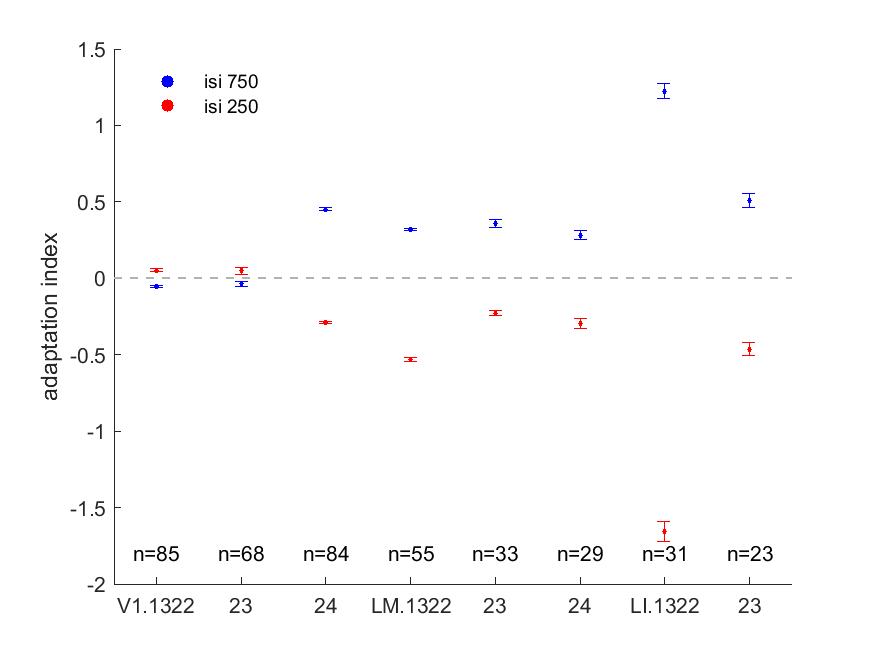 1.5
isi 750
isi 250
1
0.5
0
-0.5
-1
-1.5
-2
adaptation index
n=85 n=68 n=84 n=55 n=33 n=29 n=31 n=23
V1.1322 23 24 LM.1322 23 24 LI.1322 23